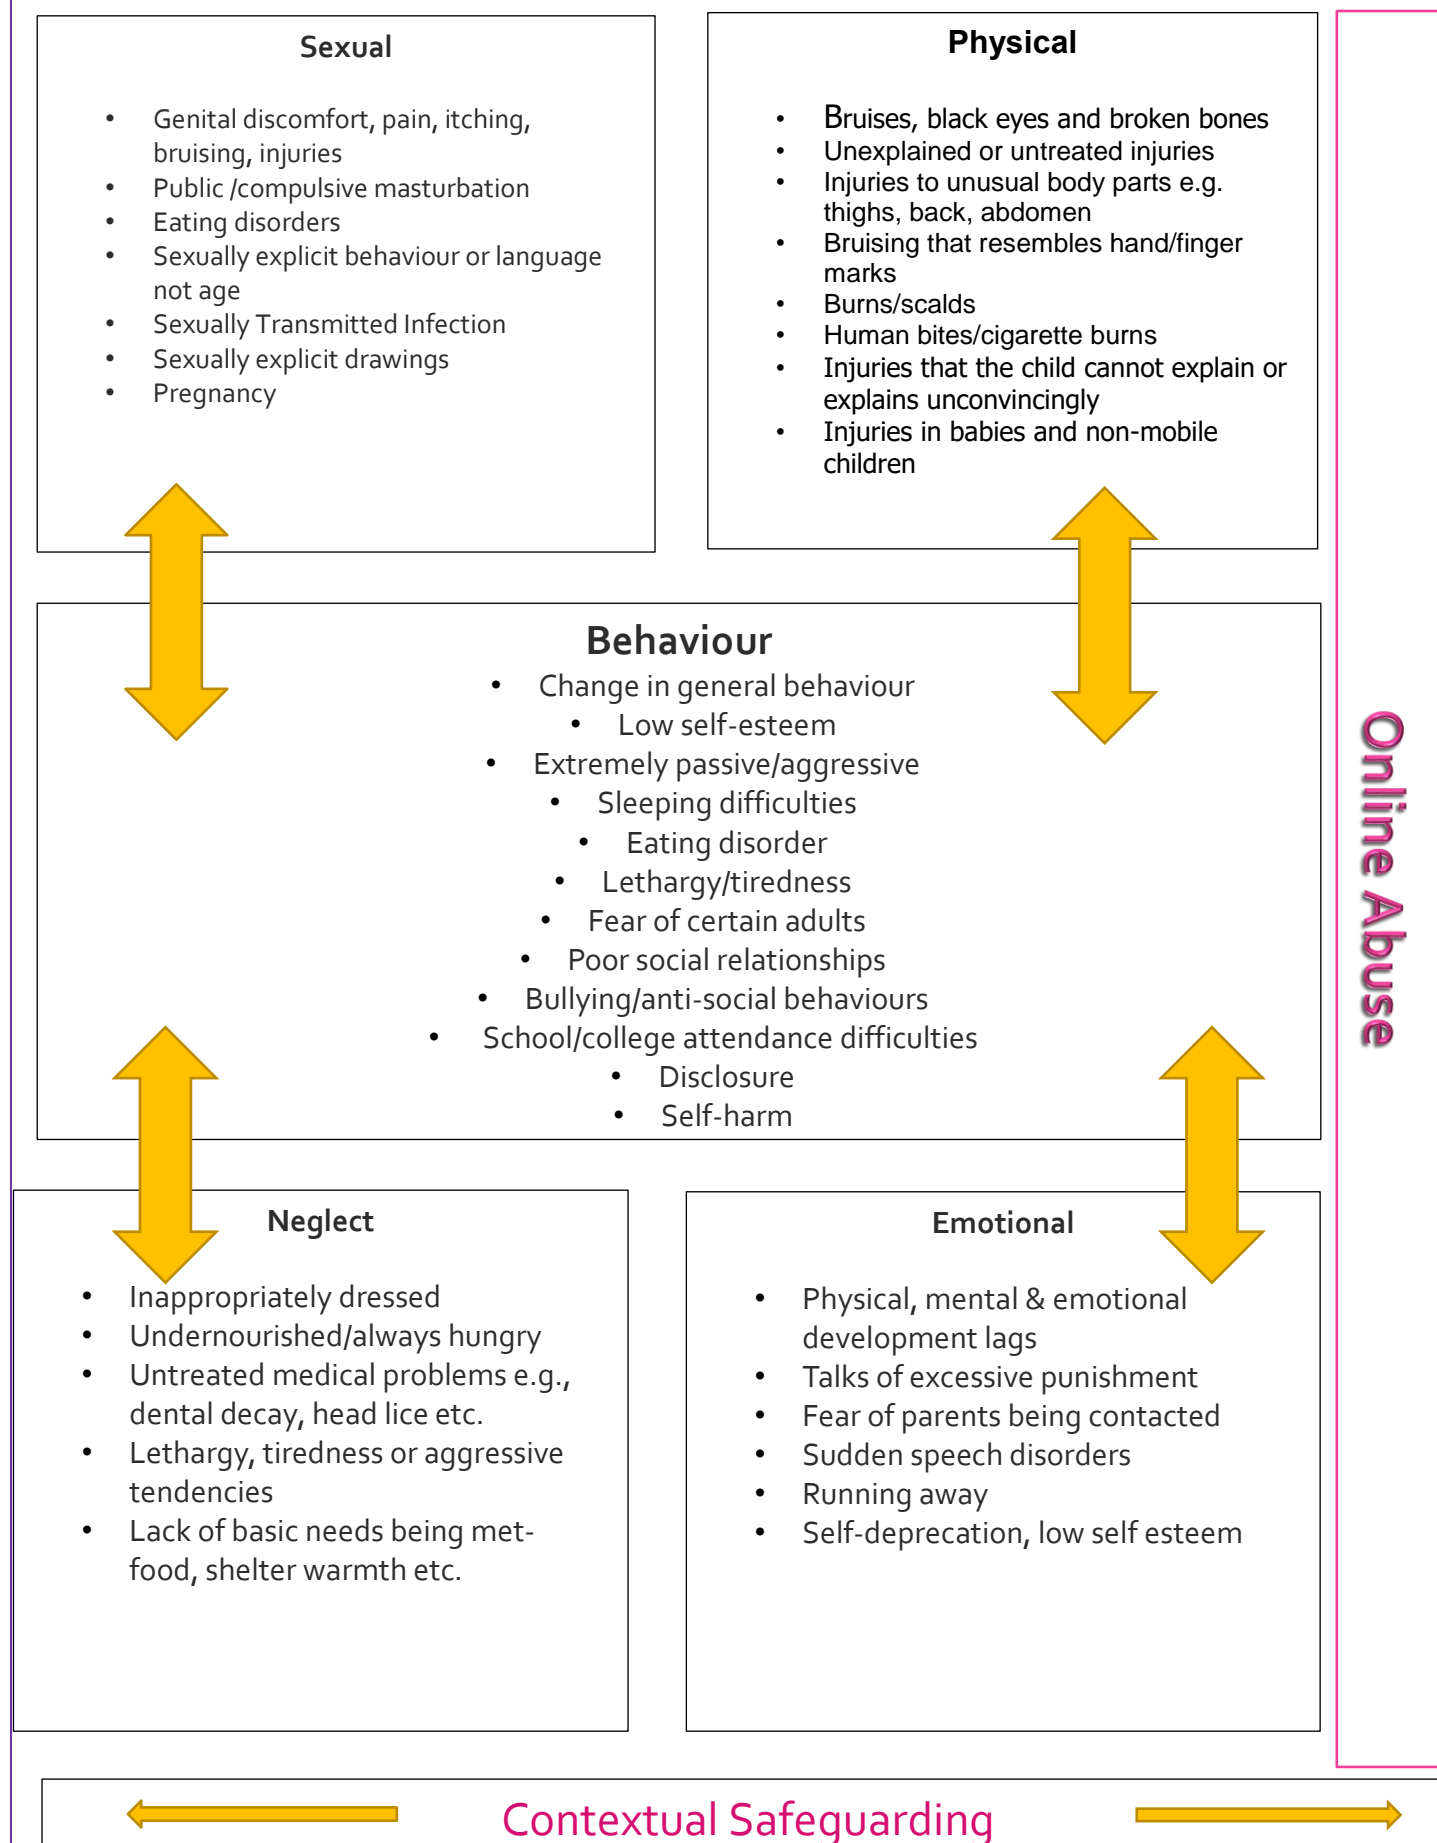 Sexual
• Genital discomfort, pain, itching,
bruising, injuries
• Public /compulsive masturbation
• Eating disorders
• Sexually explicit behaviour or language
not age
• Sexually Transmitted Infection
• Sexually explicit drawings
• Pregnancy
Physical
• Bruises, black eyes and broken bones
• Unexplained or untreated injuries
• Injuries to unusual body parts e.g.
thighs, back, abdomen
• Bruising that resembles hand/finger
marks
• Burns/scalds
• Human bites/cigarette burns
• Injuries that the child cannot explain or
explains unconvincingly
• Injuries in babies and non-mobile
children
Behaviour
• Change in general behaviour
• Low self-esteem
• Extremely passive/aggressive
• Sleeping difficulties
• Eating disorder
• Lethargy/tiredness
• Fear of certain adults
• Poor social relationships
• Bullying/anti-social behaviours
• School/college attendance difficulties
• Disclosure
• Self-harm
Neglect
• Inappropriately dressed
• Undernourished/always hungry
• Untreated medical problems e.g.,
dental decay, head lice etc.
• Lethargy, tiredness or aggressive
tendencies
• Lack of basic needs being met-
food, shelter warmth etc.
Emotional
• Physical, mental & emotional
development lags
• Talks of excessive punishment
• Fear of parents being contacted
• Sudden speech disorders
• Running away
• Self-deprecation, low self esteem
Online Abuse
Contextual Safeguarding